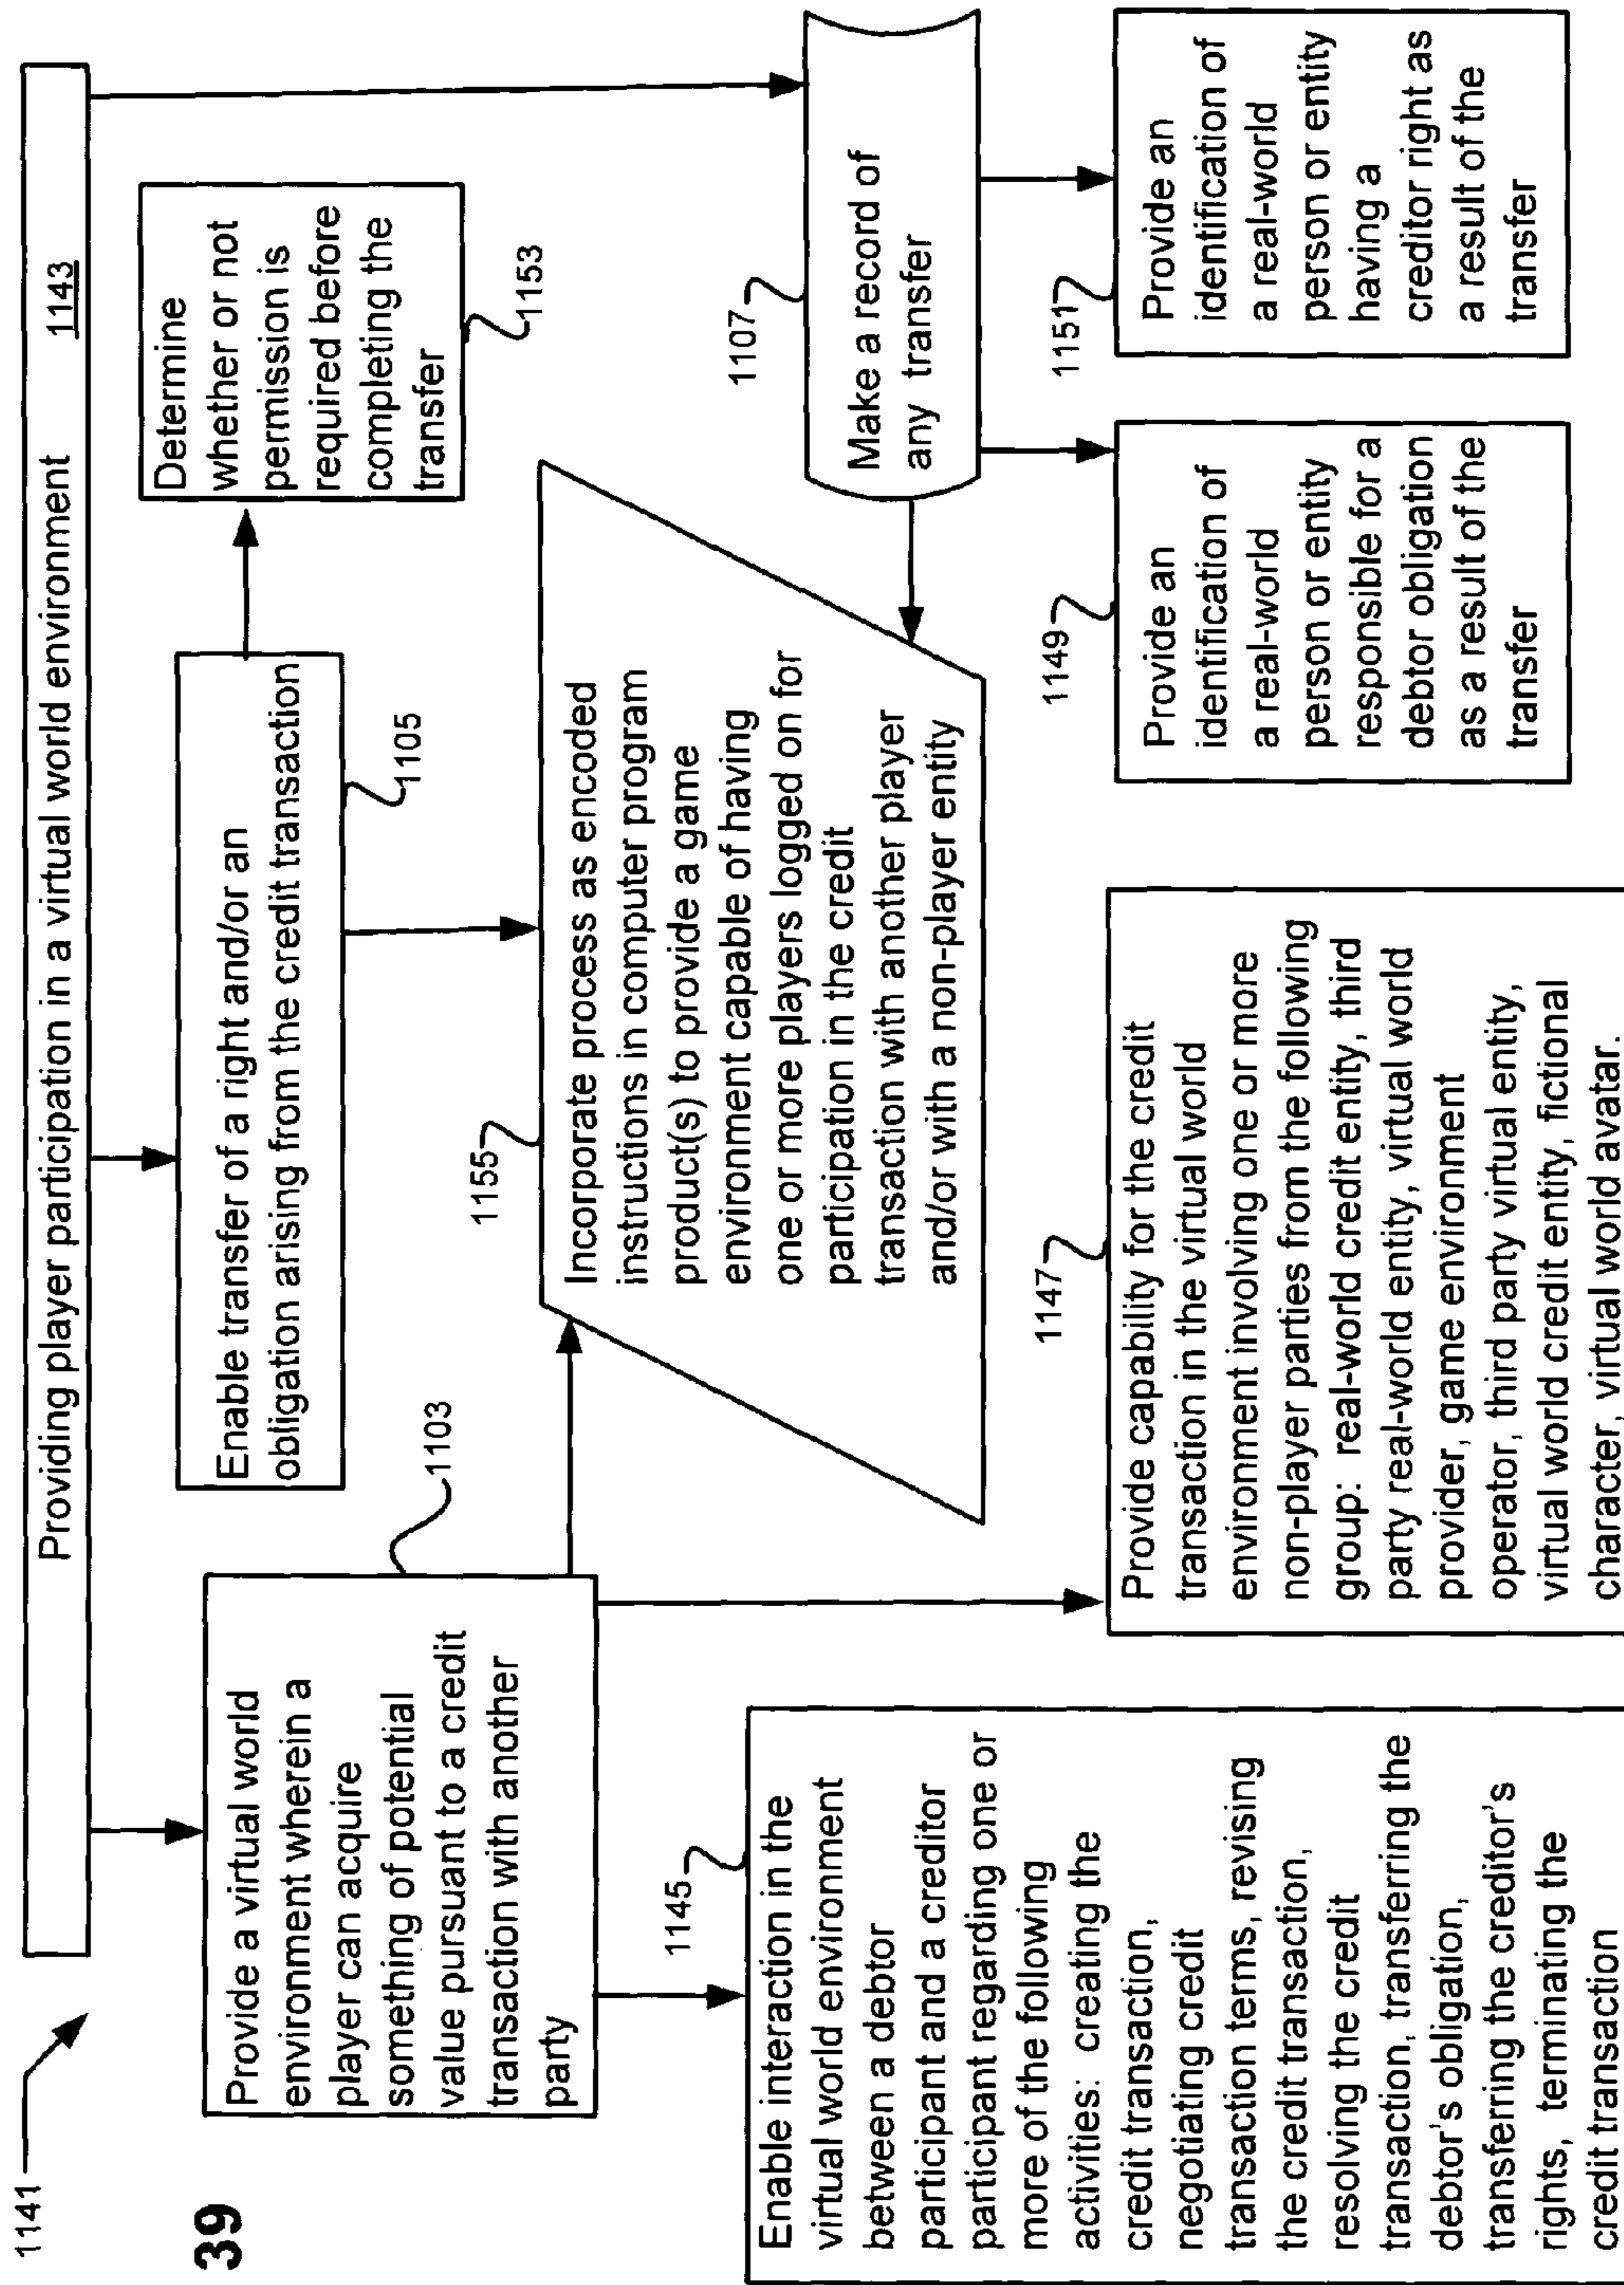 1141
39
Providing player participation in a virtual world environment 1143
Provide a virtual world
environment wherein a
player can acquire
something of potential
value pursuant to a credit
transaction with another
party
1103
Enable transfer of a right and/or an
obligation arising from the credit transaction
1105
Determine
whether or not
permission is
required before
completing the
transfer
1153
1155
Incorporate process as encoded
instructions in computer program
product(s) to provide a game
environment capable of having
one or more players logged on for
participation in the credit
transaction with another player
and/or with a non-player entity
1107
Make a record of
any transfer
1145
Enable interaction in the
virtual world environment
between a debtor
participant and a creditor
participant regarding one or
more of the following
activities: creating the
credit transaction,
negotiating credit
transaction terms, revising
the credit transaction,
resolving the credit
transaction, transferring the
debtor's obligation,
transferring the creditor's
rights, terminating the
credit transaction
1147
Provide capability for the credit
transaction in the virtual world
environment involving one or more
non-player parties from the following
group: real-world credit entity, third
party real-world entity, virtual world
provider, game environment
operator, third party virtual entity,
virtual world credit entity, fictional
character, virtual world avatar.
1149
Provide an
identification of
a real-world
person or entity
responsible for a
debtor obligation
as a result of the
transfer
1151
Provide an
identification of
a real-world
person or entity
having a
creditor right as
a result of the
transfer